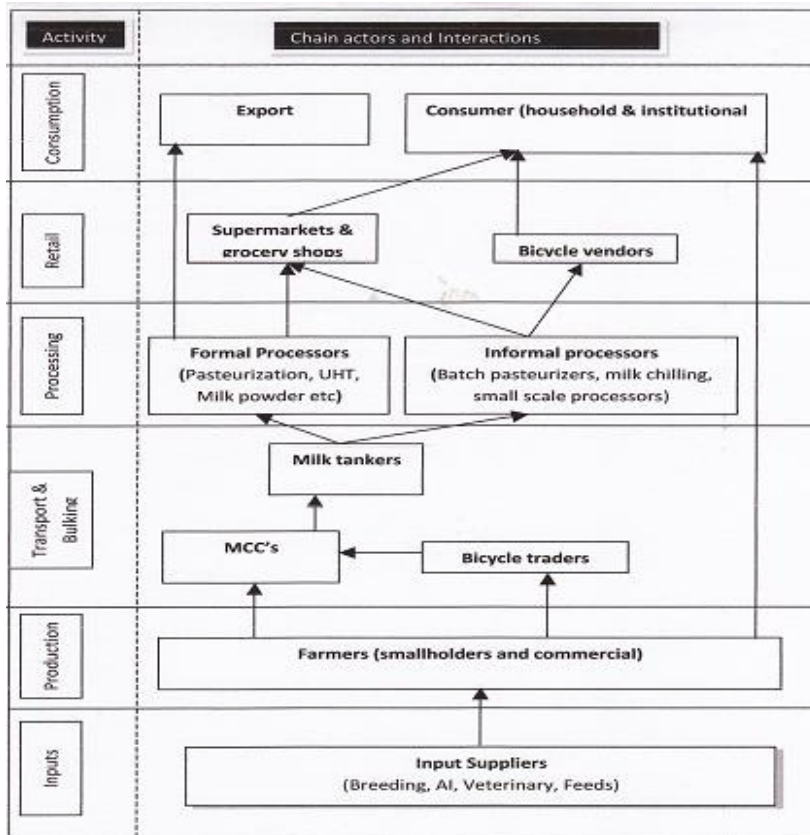 Activity
Chain actors and Interactions
Consumption
Export
Consumer (household & institutional
Retail
Supermarkets &
grocery shops
Bicycle vendors
Processing
Formal Processors
(Pasteurization, UHT,
Milk powder etc)
Informal processors
(Batch pasteurizers, milk chilling,
small scale processors)
Transport &
Bulking
Milk tankers
MCC's
Bicycle traders
Production
Farmers (smallholders and commercial)
Inputs
Input Suppliers
(Breeding, AI, Veterinary, Feeds)